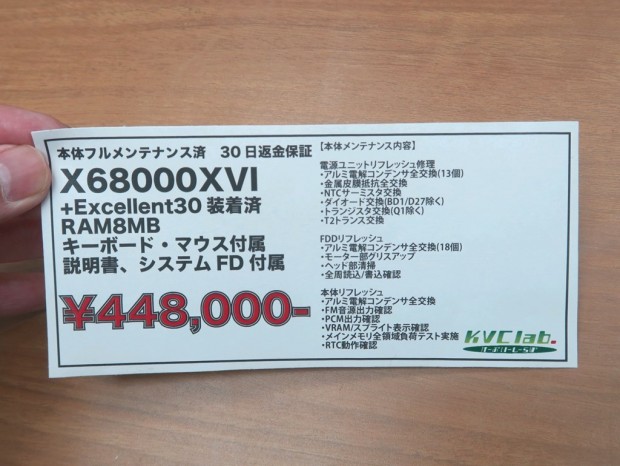 本体フルメンテナンス済　30日返金保証
X68000XVI
+Excellent30装着済
RAM8MB
キーボード・マウス付属
説明書、システムFD付属
¥448,000-
【本体メンテナンス内容】
電源ユニットリフレッシュ修理
・アルミ電解コンデンサ全交換(13個)
・金属皮膜抵抗全交換
・NTCサーミスタ交換
・ダイオード交換(BD1/D27除く)
・トランジスタ交換(Q1除く)
・T2トランス交換
FDDリフレッシュ
・アルミ電解コンデンサ全交換(18個)
・モーター部グリスアップ
・ヘッド部清掃
・全周読込/書込確認
本体リフレッシュ
・アルミ電解コンデンサ全交換
・FM音源出力確認
・PCM出力確認
・VRAM/スプライト表示確認
・メインメモリ全領域負荷テスト実施
・RTC動作確認
KVC lab.